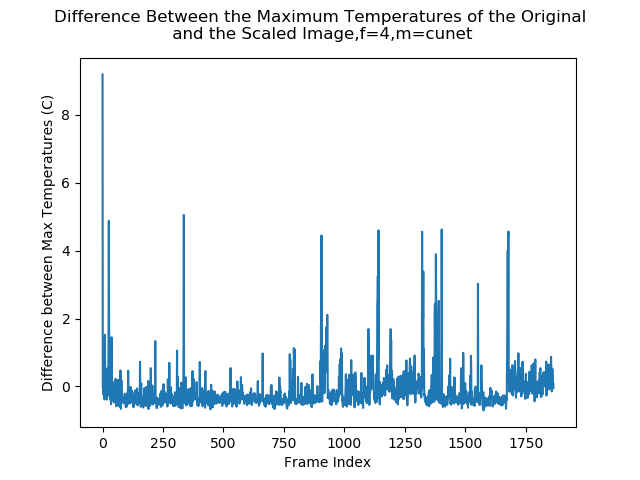 Difference Between the Maximum Temperatures of the Original
and the Scaled Image,f=4,m=cunet
Difference between Max Temperatures (C)
8
6
4
2
0
0 250 500 750 1000 1250 1500 1750
Frame Index